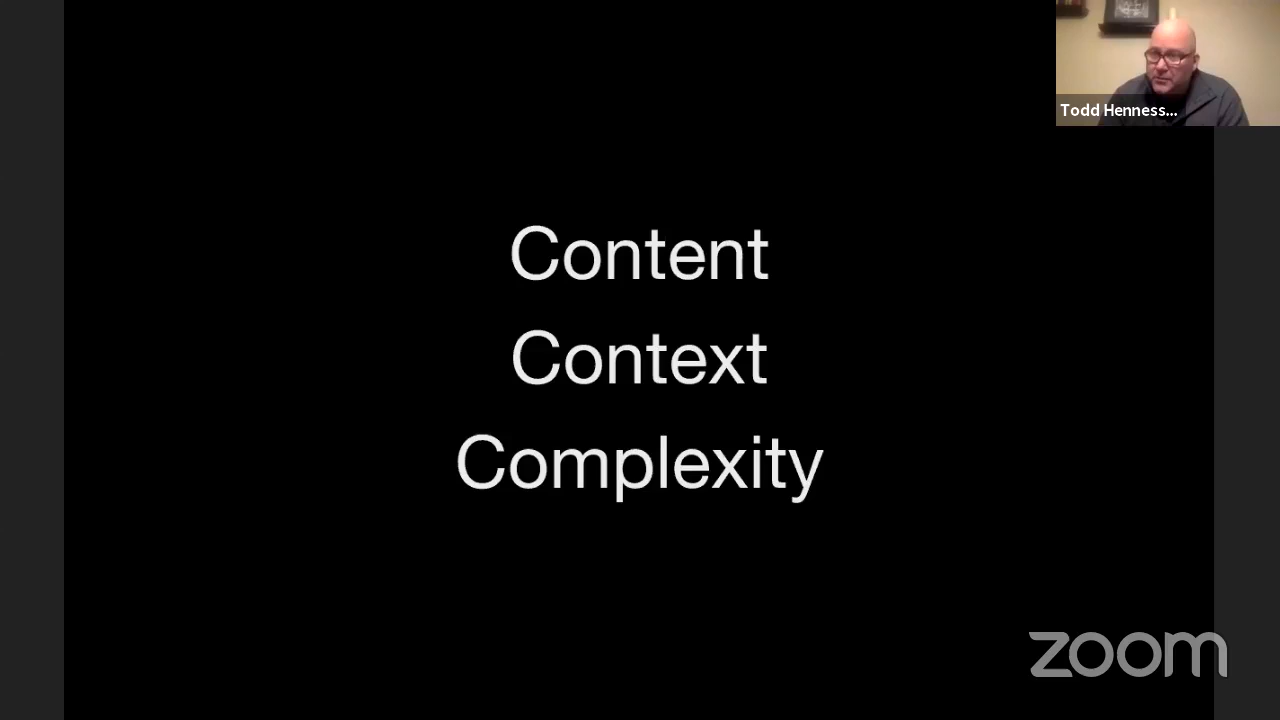 Todd Henness...
Content
Context
Complexity
zoom